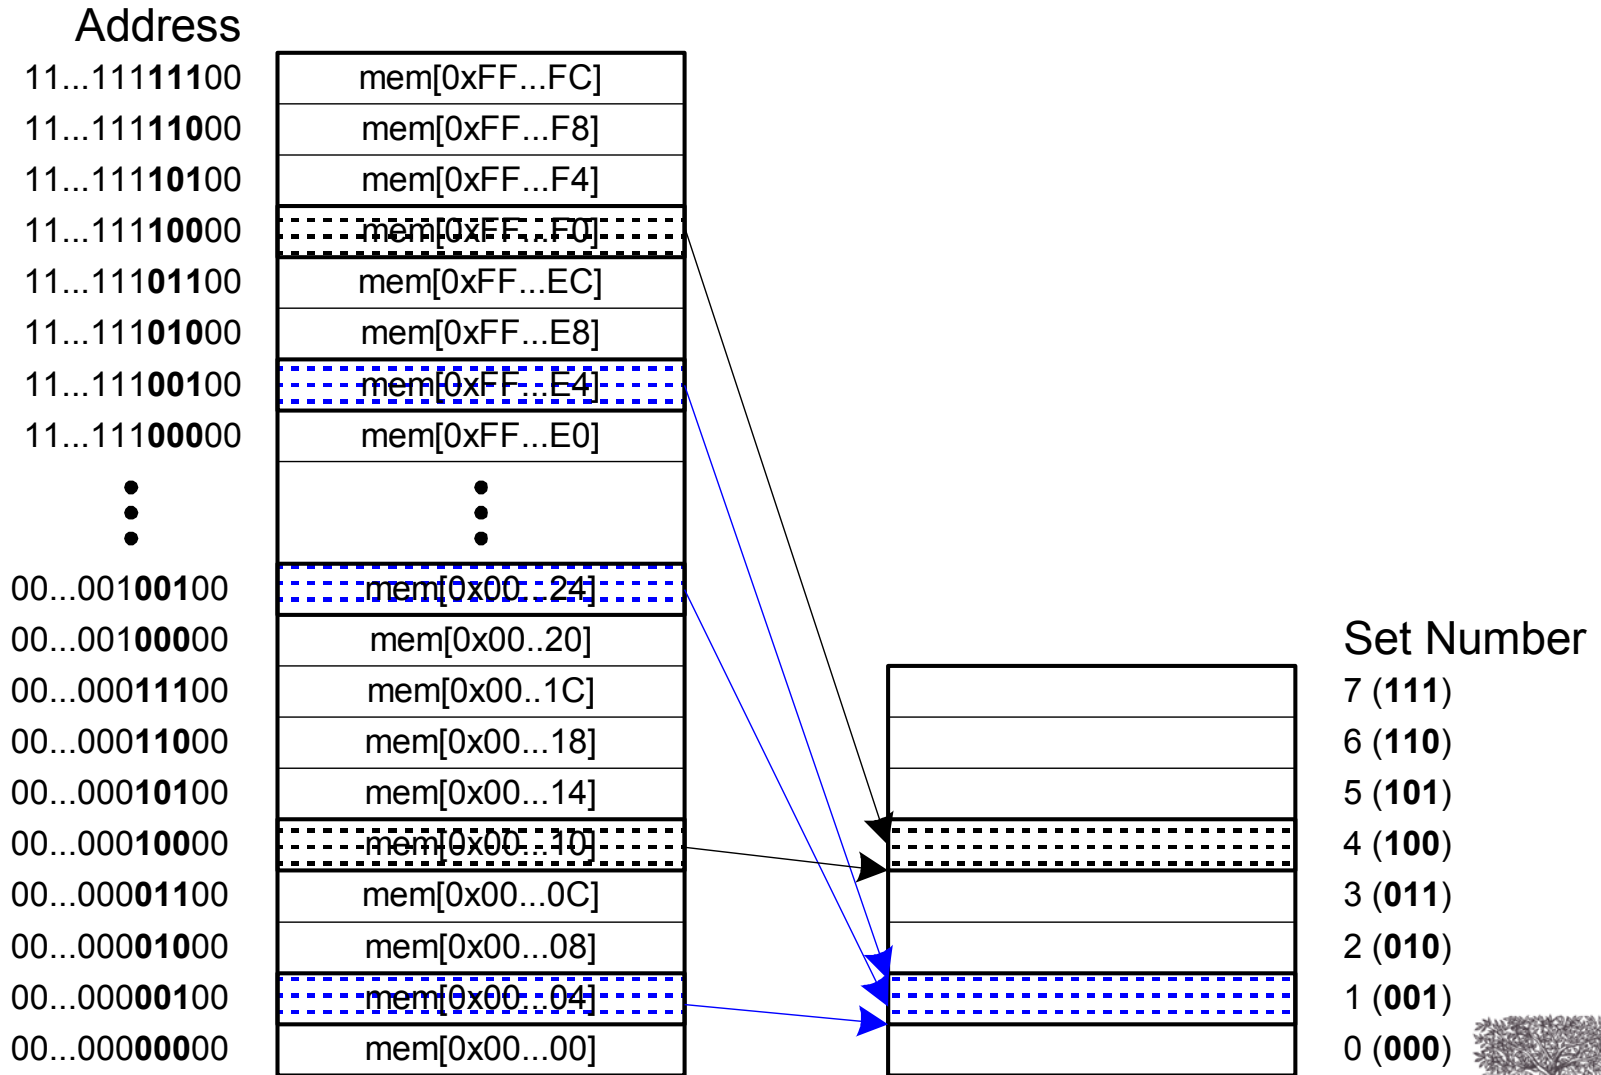 Address
11...11111100 mem[0xFF...FC]
11...11111000 mem[0xFF...F8]
11...11110100 mem[0xFF...F4]
11...11110000 mem[0xFF...F0]
11...11101100 mem[0xFF...EC]
11...11101000 mem[0xFF...E8]
11...11100100 mem[0xFF...E4]
11...11100000 mem[0xFF...E0]
00...00100100 mem[0x00...24]
00...00100000 mem[0x00..20] Set Number
00...00011100 mem[0x00..1C] 7 (111)
00...00011000 mem[0x00...18] 6 (110)
00...00010100 mem[0x00...14] 5 (101)
00...00010000 mem[0x00...10] 4 (100)
00...00001100 mem[0x00...0C] 3 (011)
00...00001000 mem[0x00...08] 2 (010)
00...00000100 mem[0x00...04] 1 (001)
00...00000000 mem[0x00...00] 0 (000)